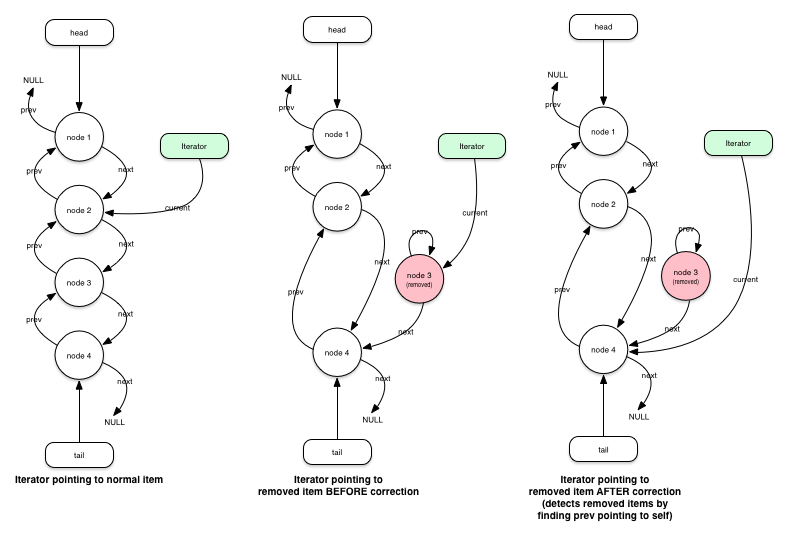 head
NULL
prev
node 1
Iterator
prev
next
node 2
current
prev
next
node 3
prev
next
node 4
next
NULL
tail
Iterator pointing to normal item
head
NULL
prev
node 1
Iterator
prev
next
node 2
current
prev
next
node 3
(removed)
prev
next
node 4
next
NULL
tail
Iterator pointing to
removed item BEFORE correction
head
NULL
prev
node 1
Iterator
prev
next
node 2
prev
next
node 3
(removed)
current
prev
next
node 4
next
NULL
tail
Iterator pointing to
removed item AFTER correction
(detects removed items by
finding prev pointing to self)